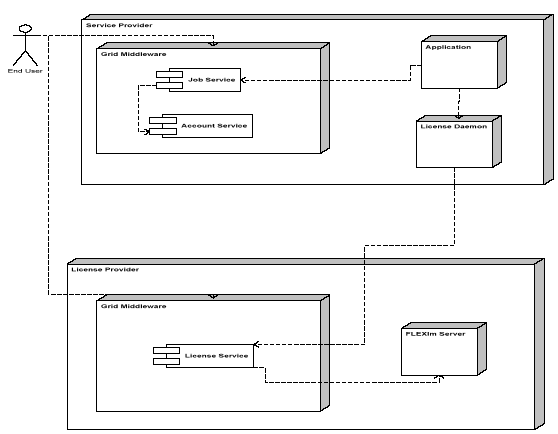 Service Provider
End User
Grid Middleware
Application
Job Service
Account Service
License Daemon
License Provider
Grid Middleware
FLEXlm Server
License Service